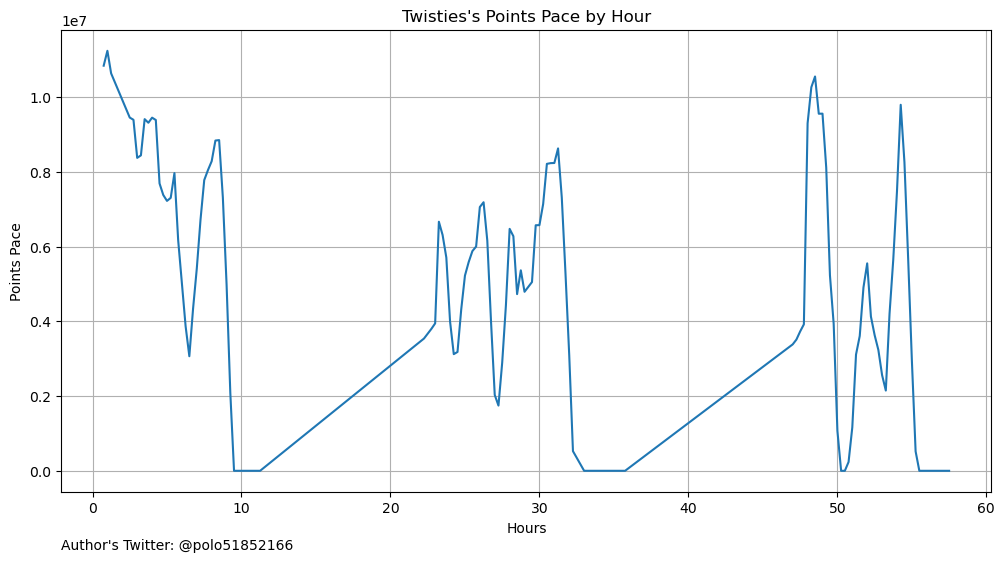 Twisties's Points Pace by Hour
1e7
1.0
0.8
0.6
0.4
0.2
0.0
Points Pace
0 10 20 30 40 50 60
Hours
Author's Twitter: @polo51852166